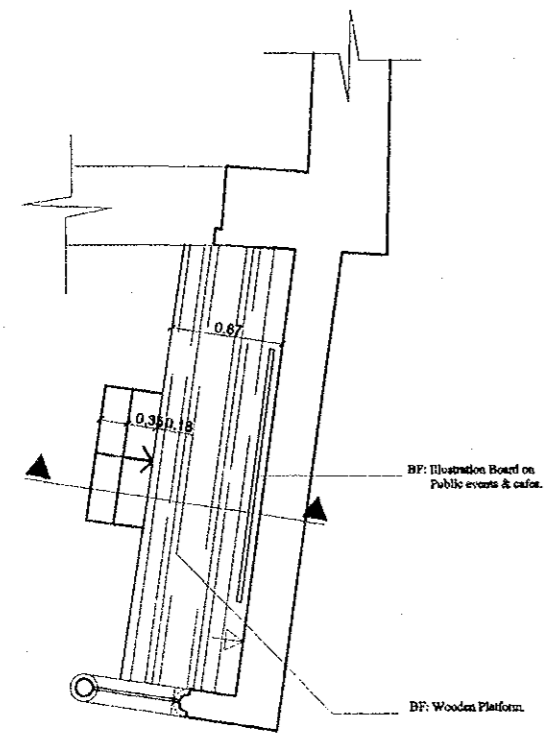 0.67
0.35 0.18
BF: Illustration Board on
Public events & cafes.
BF: Wooden Platform.